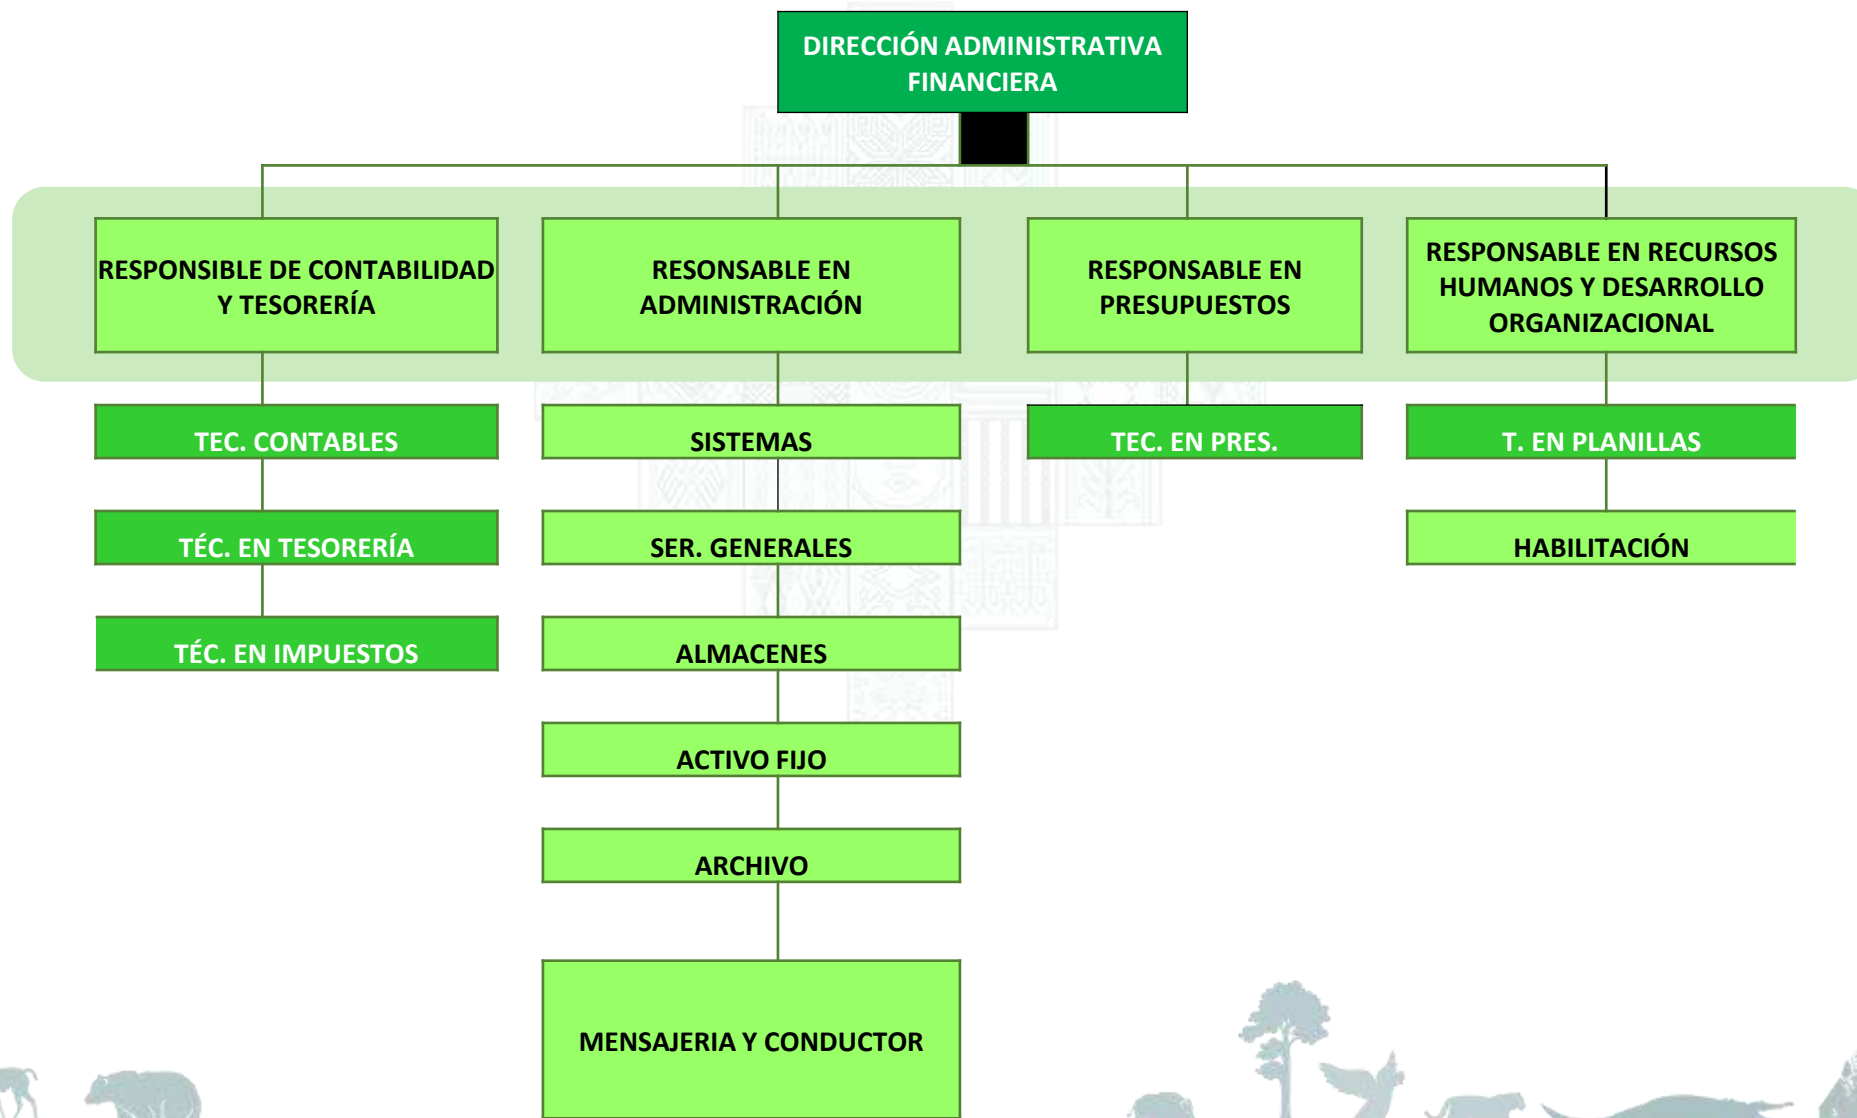 DIRECCIÓN ADMINISTRATIVA
FINANCIERA
RESPONSIBLE DE CONTABILIDAD
Y TESORERÍA
RESONSABLE EN
ADMINISTRACIÓN
RESPONSABLE EN
PRESUPUESTOS
RESPONSABLE EN RECURSOS
HUMANOS Y DESARROLLO
ORGANIZACIONAL
TEC. CONTABLES
SISTEMAS
TEC. EN PRES.
T. EN PLANILLAS
TÉC. EN TESORERÍA
SER. GENERALES
HABILITACIÓN
TÉC. EN IMPUESTOS
ALMACENES
ACTIVO FIJO
ARCHIVO
MENSAJERIA Y CONDUCTOR